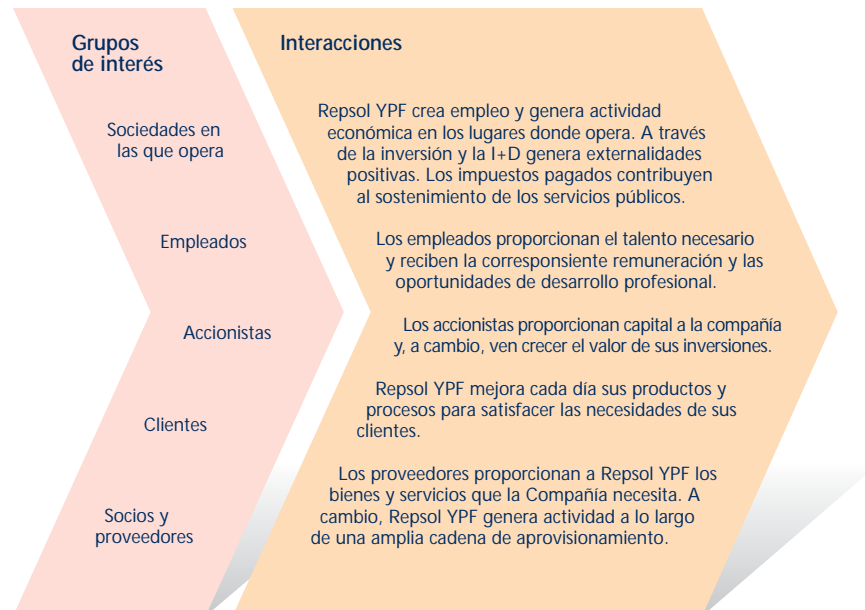 Grupos
de interés
Interacciones
Sociedades en
las que opera
Repsol YPF crea empleo y genera actividad
económica en los lugares donde opera. A través
de la inversión y la I+D genera externalidades
positivas. Los impuestos pagados contribuyen
al sostenimiento de los servicios públicos.
Empleados
Los empleados proporcionan el talento necesario
y reciben la correspondiente remuneración y las
oportunidades de desarrollo profesional.
Accionistas
Los accionistas proporcionan capital a la compañía
y, a cambio, ven crecer el valor de sus inversiones.
Clientes
Repsol YPF mejora cada día sus productos y
procesos para satisfacer las necesidades de sus
clientes.
Socios y
proveedores
Los proveedores proporcionan a Repsol YPF los
bienes y servicios que la Compañía necesita. A
cambio, Repsol YPF genera actividad a lo largo
de una amplia cadena de aprovisionamiento.